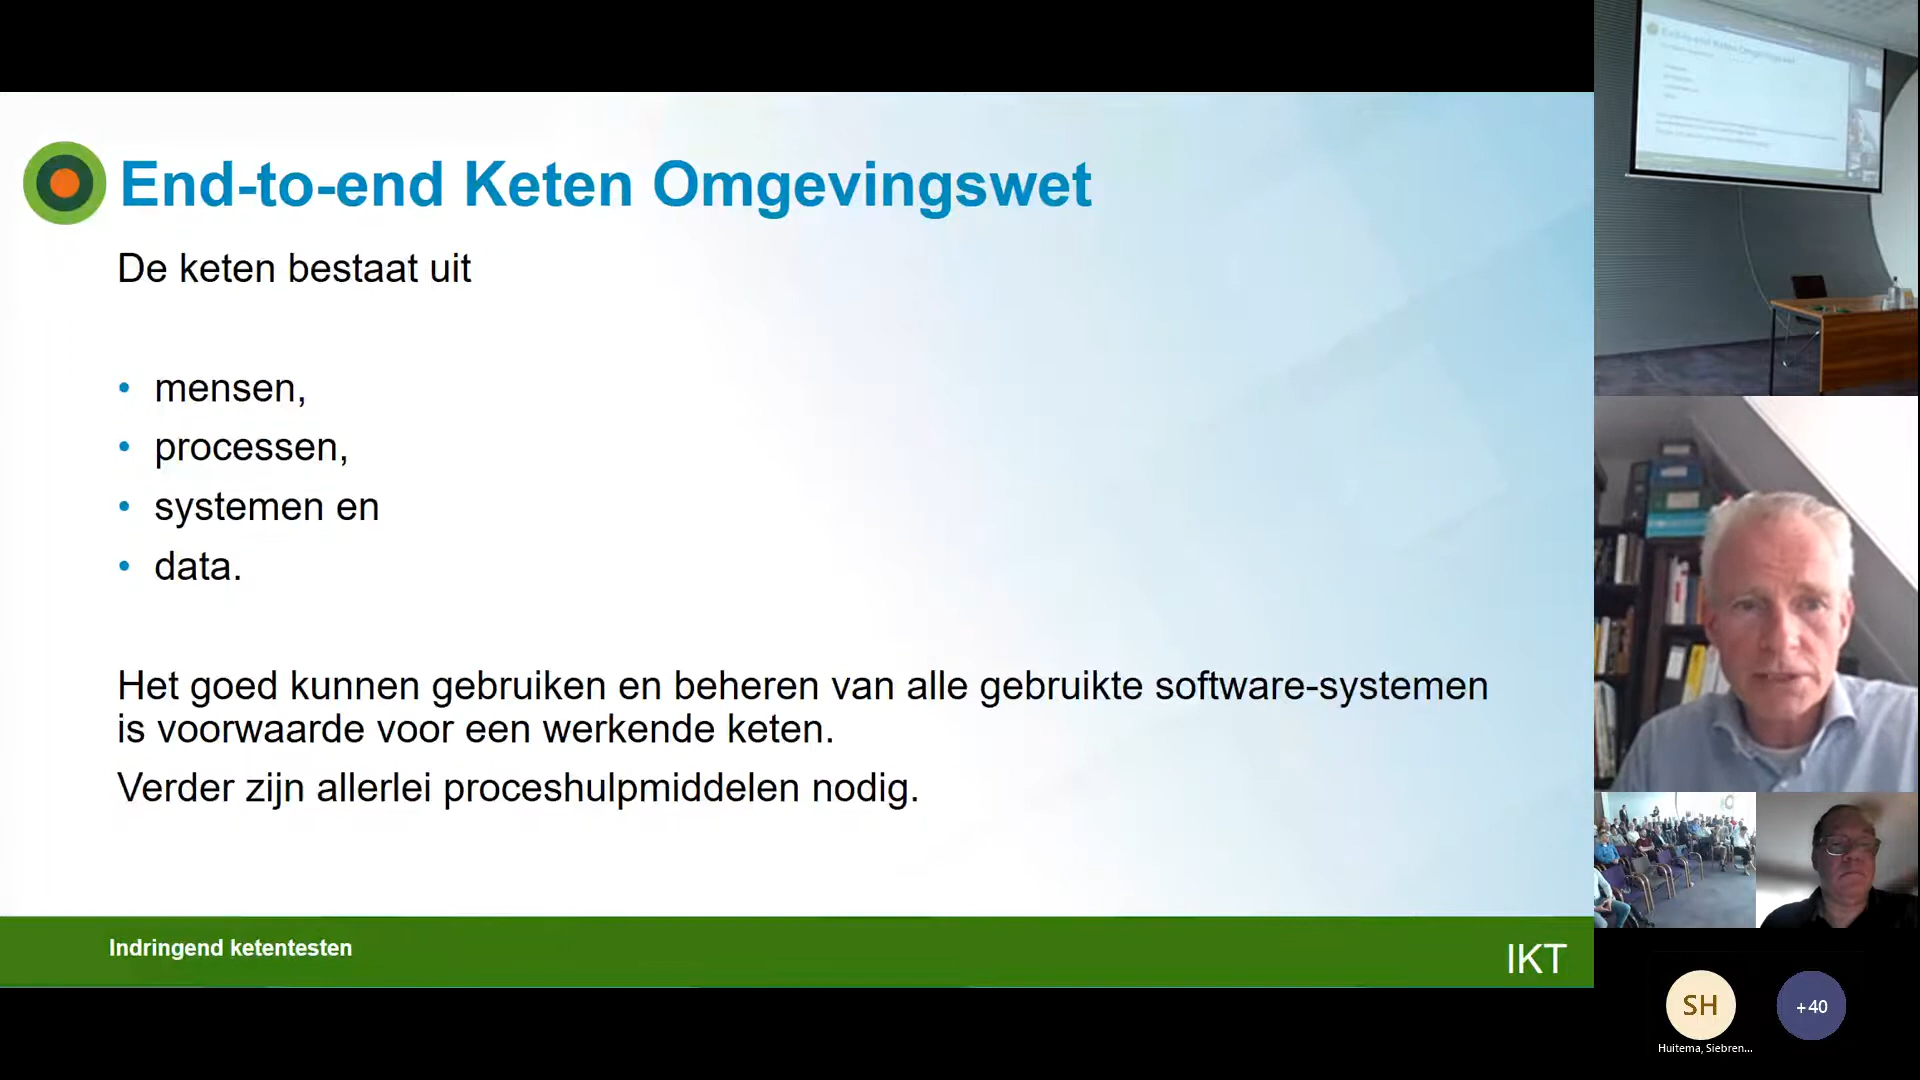 End-to-end Keten Omgevingswet
De keten bestaat uit
• mensen,
• processen,
• systemen en
• data.
Het goed kunnen gebruiken en beheren van alle gebruikte software-systemen
is voorwaarde voor een werkende keten.
Verder zijn allerlei proceshulpmiddelen nodig.
Indringend ketentesten
IKT
SH
+40
Huitema, Siebren...